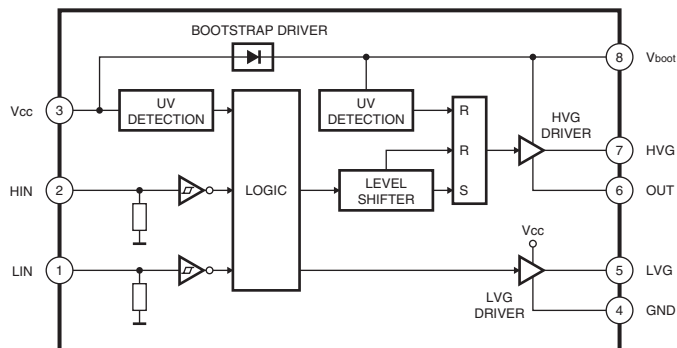 BOOTSTRAP DRIVER
8
Vboot
Vcc
3
UV
DETECTION
UV
DETECTION
R
HVG
DRIVER
R
7
HVG
HIN
2
LOGIC
LEVEL
SHIFTER
S
6
OUT
Vcc
LIN
1
5
LVG
LVG
DRIVER
4
GND